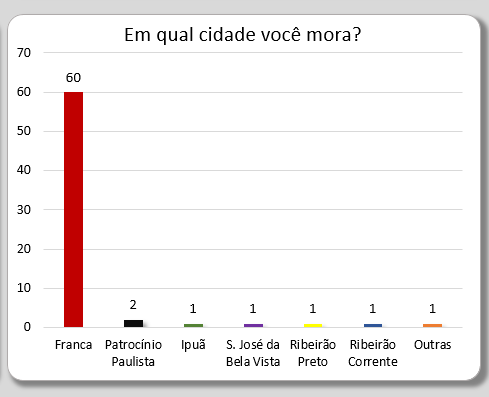 Em qual cidade você mora?
70
60
50
40
30
20
10
0
60
2
1
1
1
1
1
Franca
Patrocínio
Paulista
Ipuã
S. José da
Bela Vista
Ribeirão
Preto
Ribeirão
Corrente
Outras